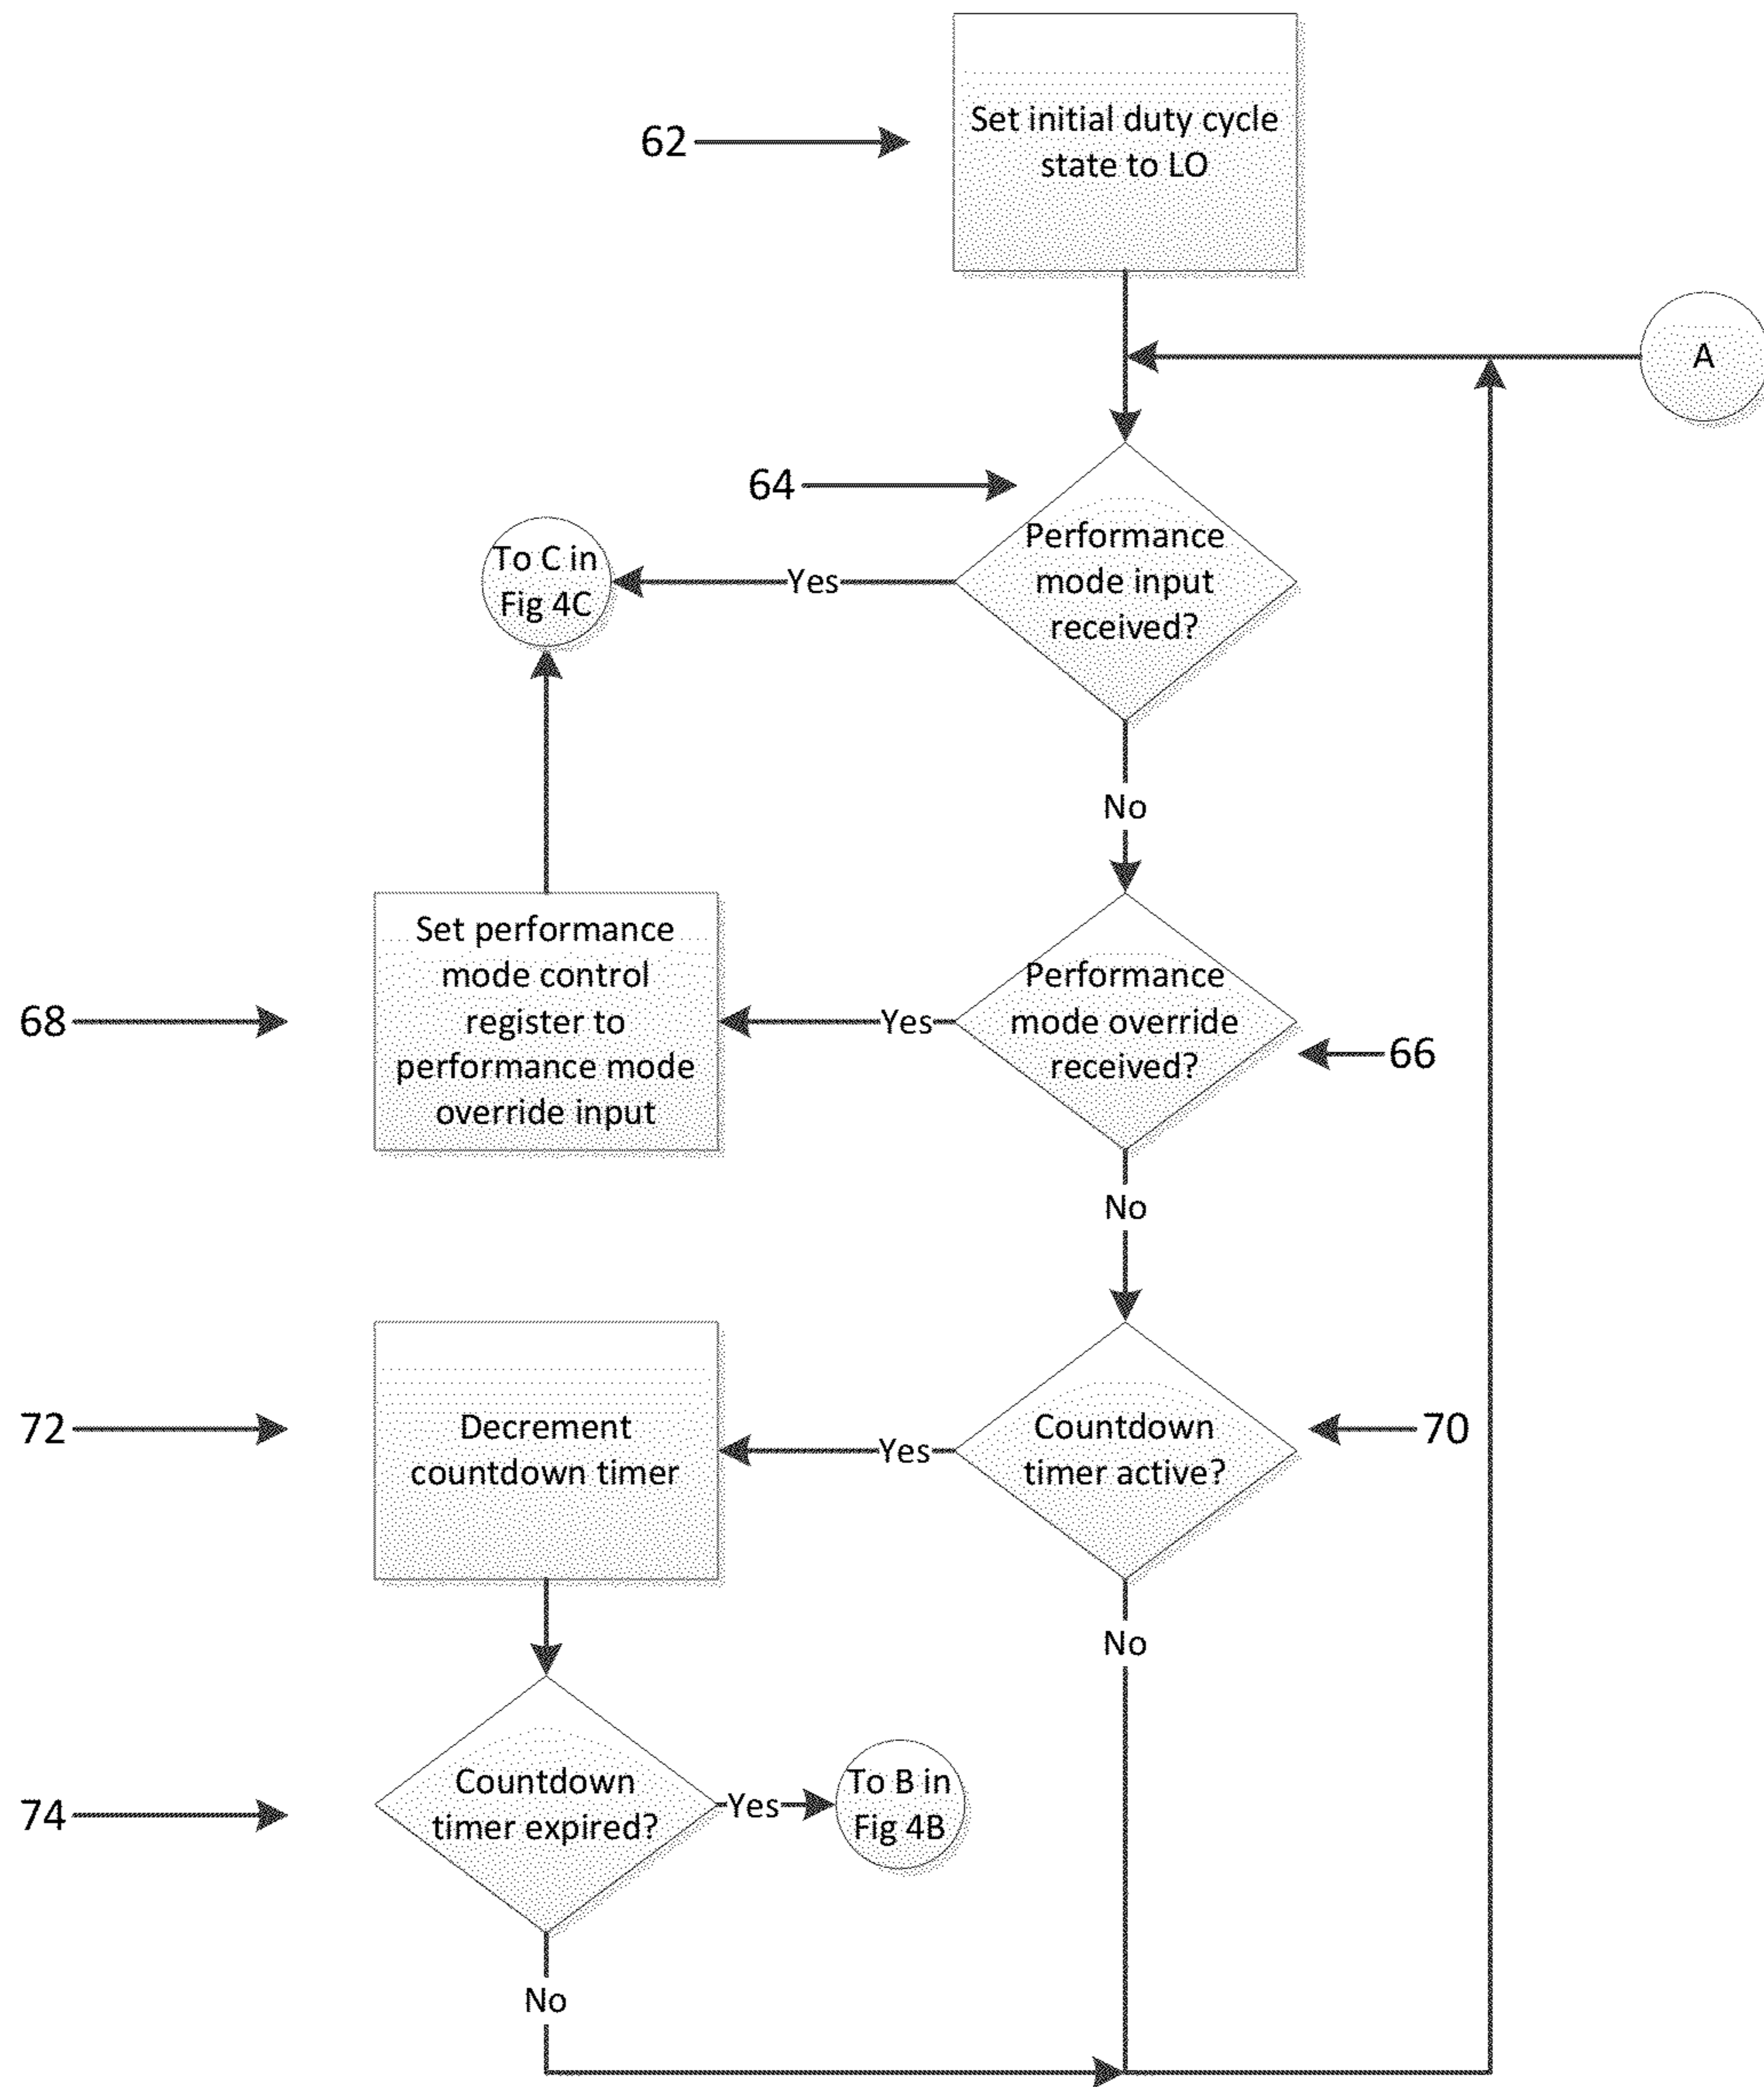 62
Set initial duty cycle
state to LO
A
64
Performance
mode input
received?
Yes
To C in
Fig 4C
No
68
Set performance
mode control
register to
performance mode
override input
Yes
Performance
mode override
received?
66
No
72
Decrement
countdown timer
Yes
Countdown
timer active?
70
No
74
Countdown
timer expired?
Yes
To B in
Fig 4B
No